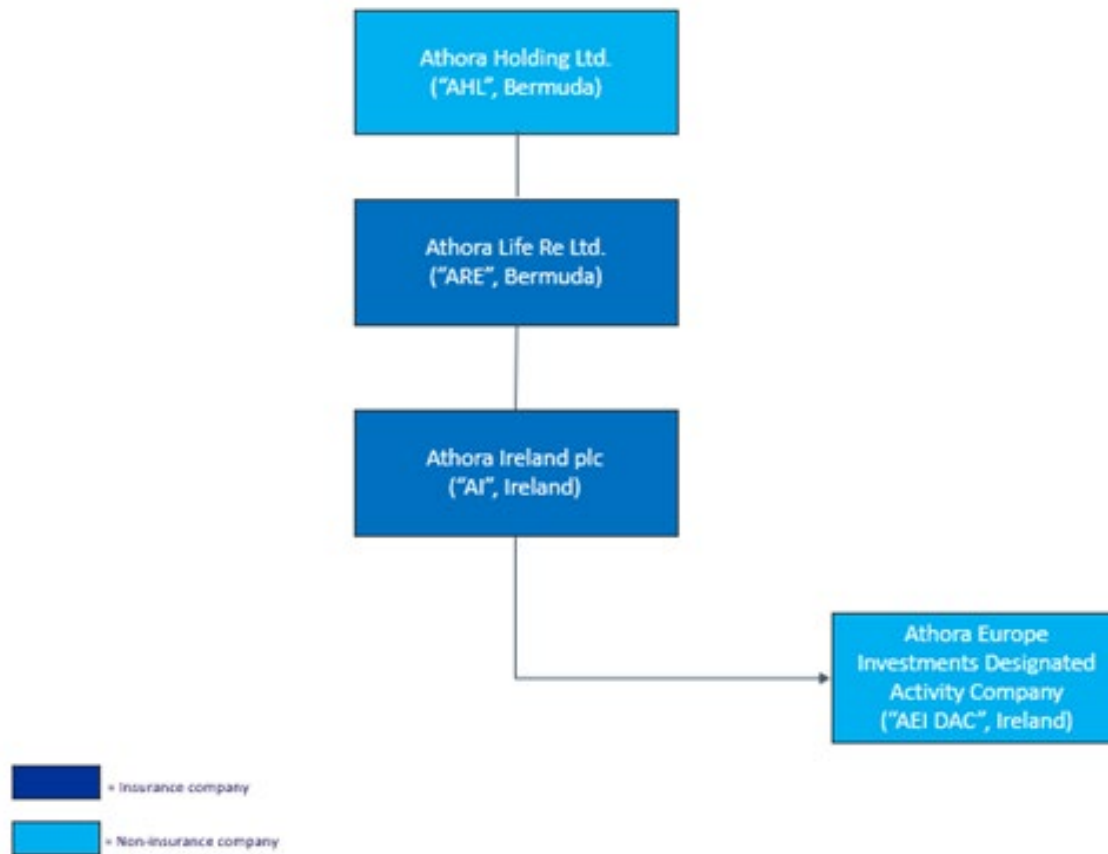 Athora Holding Ltd.
(“AHL”, Bermuda)
Athora Life Re Ltd.
(“ARE”, Bermuda)
Athora Ireland plc
(“AI”, Ireland)
Athora Europe
Investments Designated
Activity Company
(“AEI DAC”, Ireland)
= Insurance company
= Non-insurance company